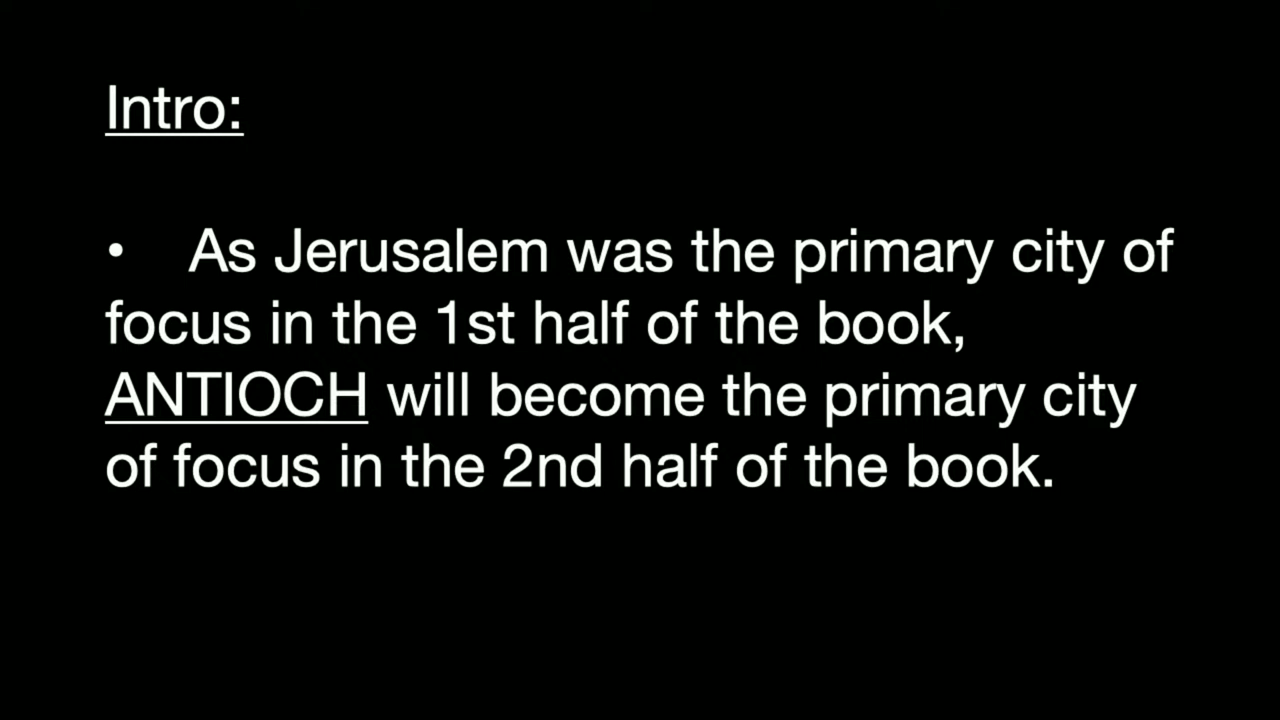 Intro:
• As Jerusalem was the primary city of
focus in the 1st half of the book,
ANTIOCH will become the primary city
of focus in the 2nd half of the book.